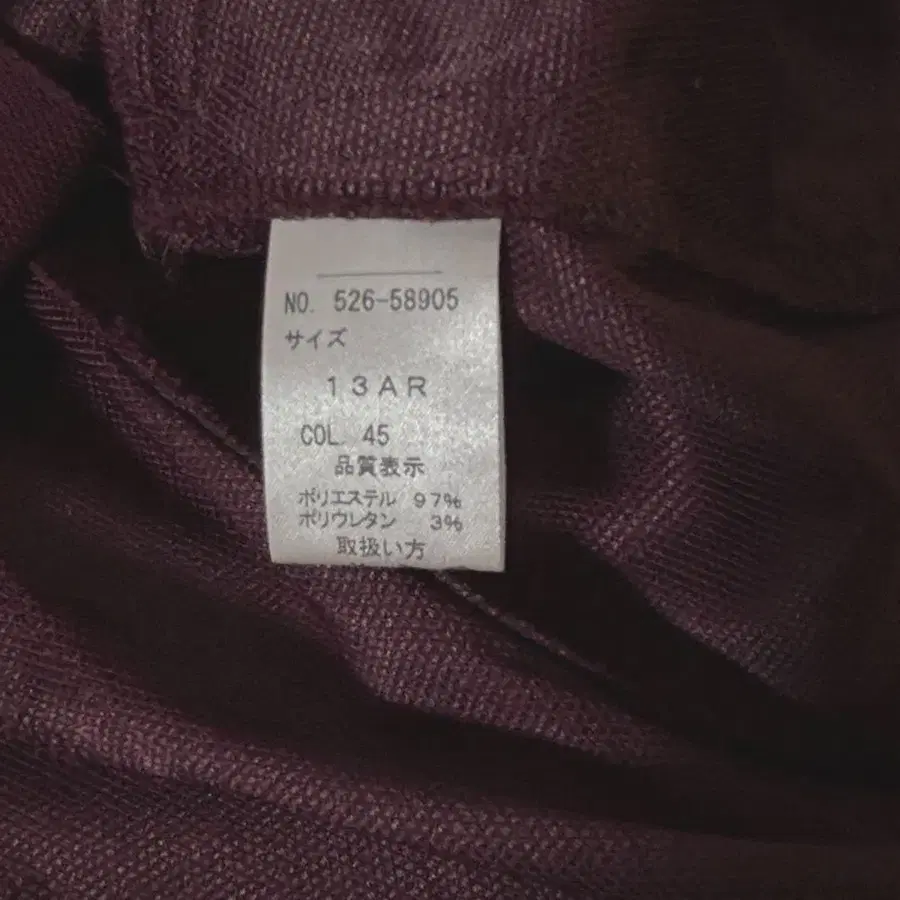 NO. 526-58905
サイズ
13AR
COL. 45
品質表示
ポリエステル 97%
ポリウレタン 3%
取扱い方